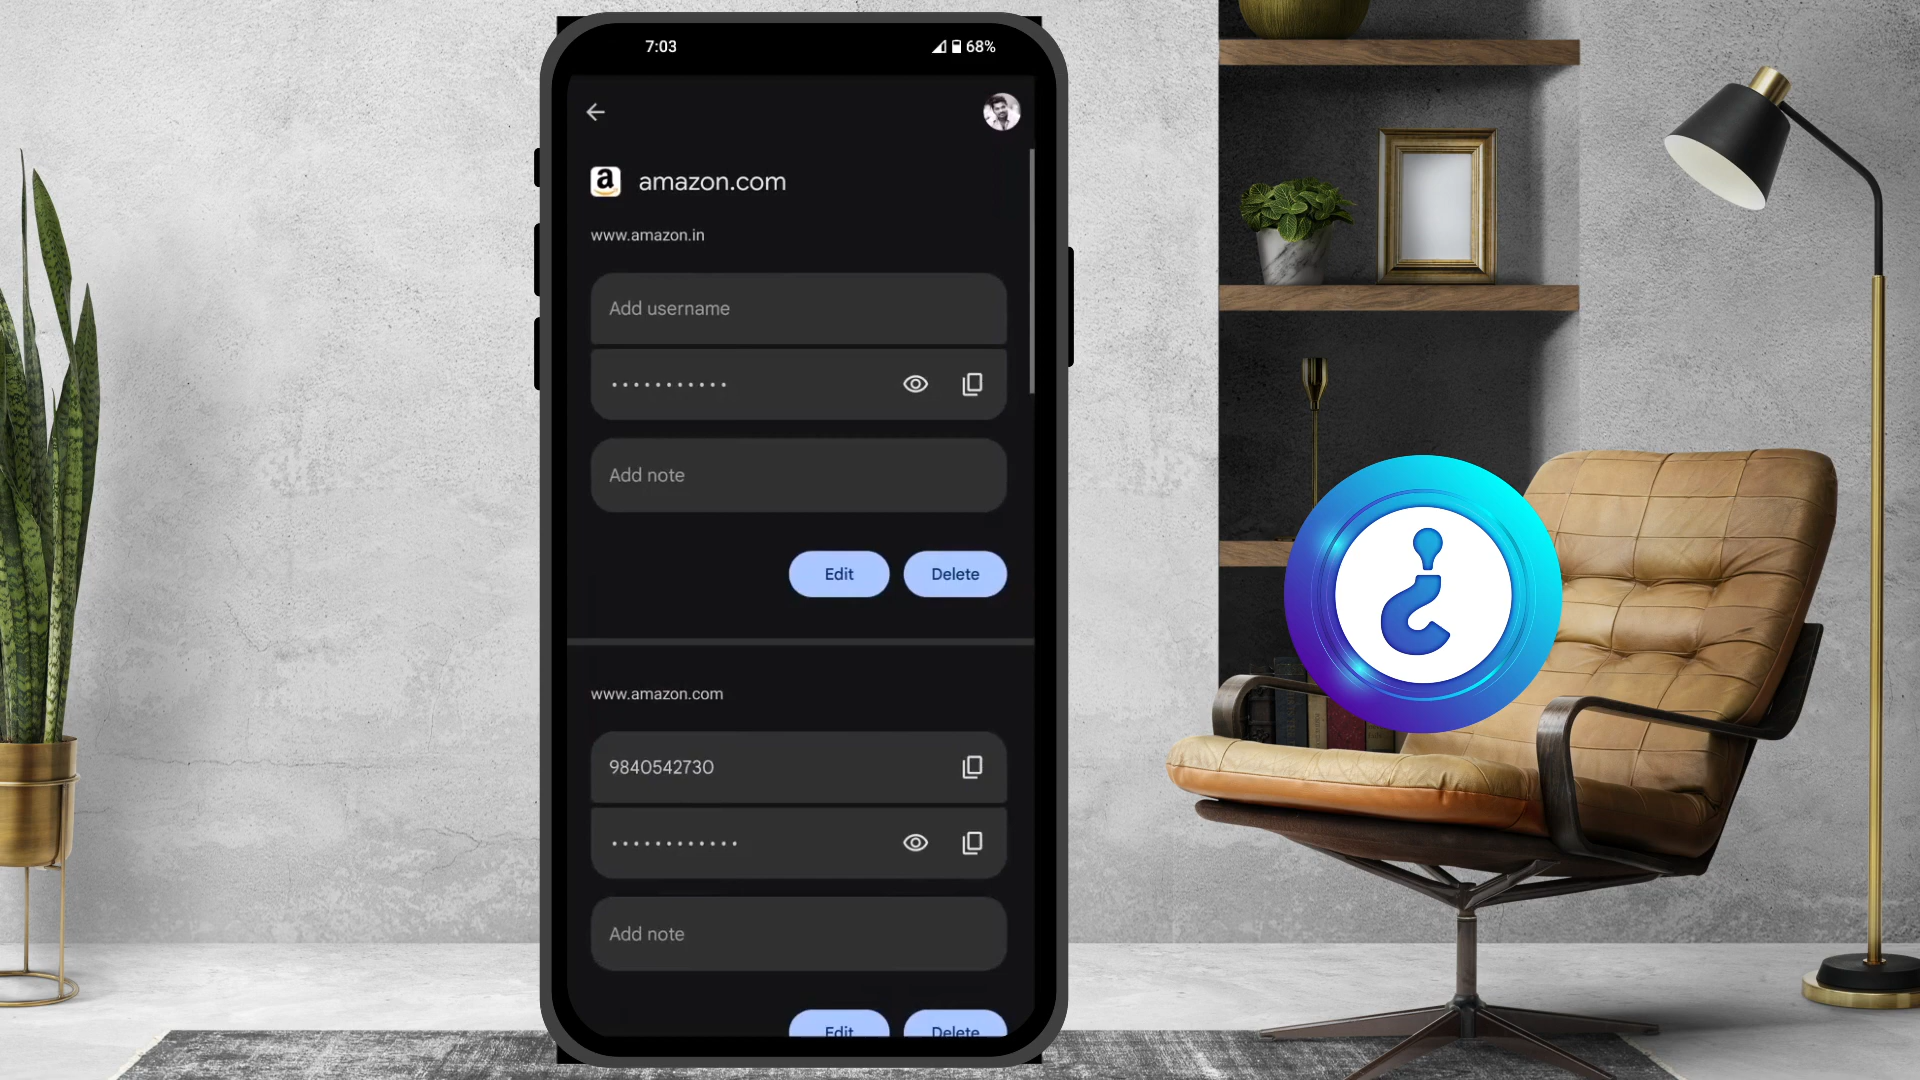 7:03
68%
amazon.com
www.amazon.in
Add username
•••••••••••
Add note
Edit
Delete
www.amazon.com
9840542730
••••••••••••
Add note
Edit
Delete